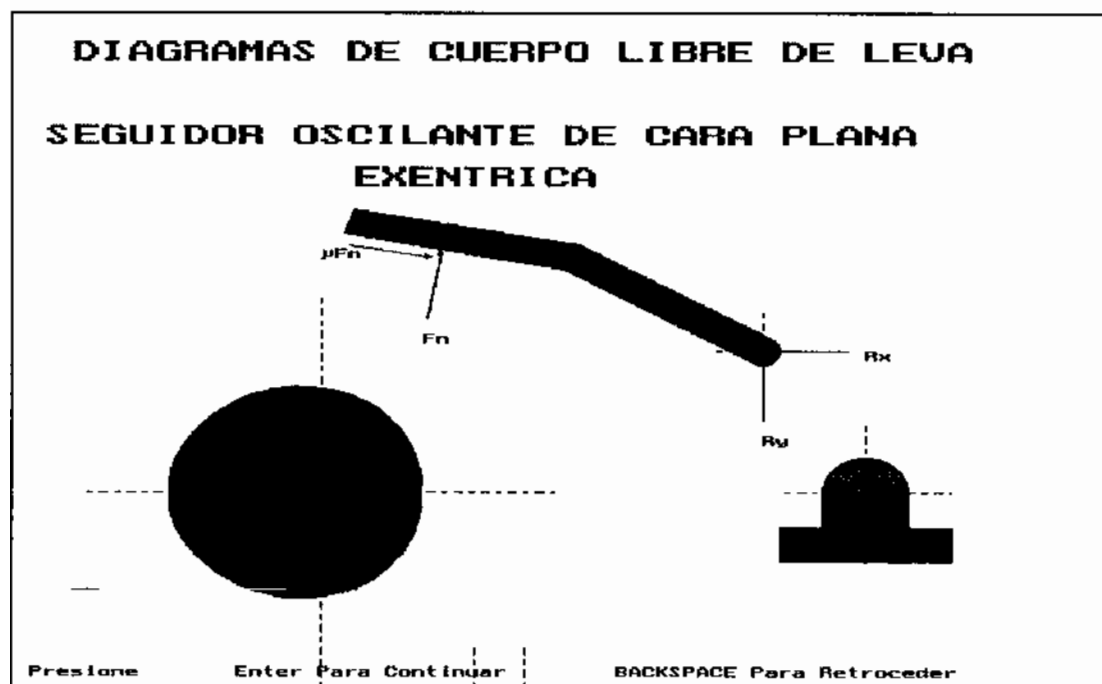 DIAGRAMAS DE CUERPO LIBRE DE LEVA
SEGUIDOR OSCILANTE DE CARA PLANA
EXENTRICA
μFn
Fn
Rx
Ry
Presione Enter Para Continuar BACKSPACE Para Retroceder